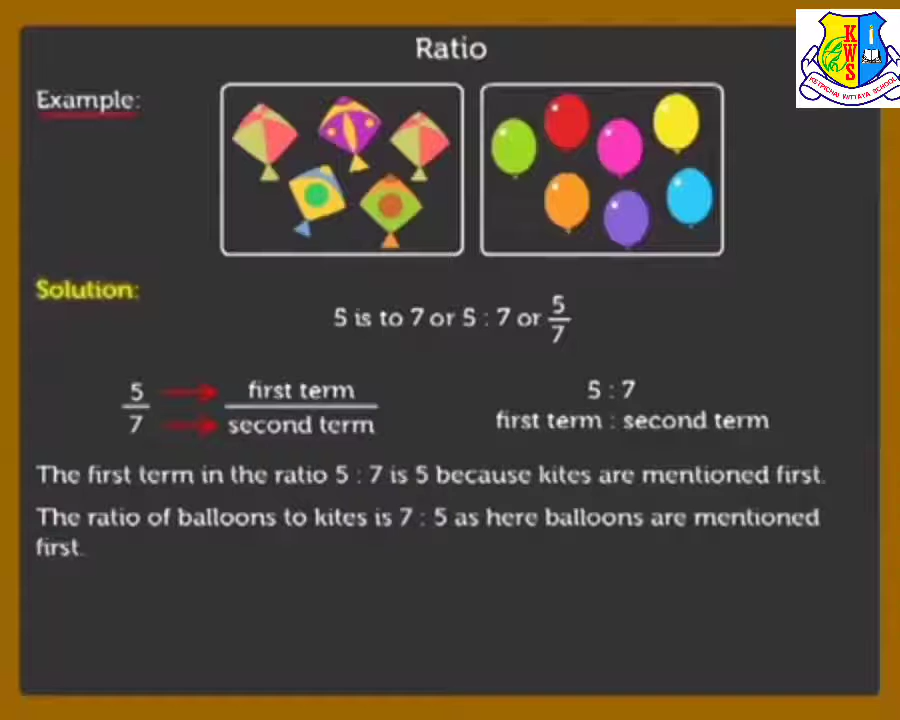 Ratio
KWS
Example:
Solution:
5 is to 7 or 5 : 7 or 5/7
5 first term 5 : 7
7 second term first term : second term
The first term in the ratio 5 : 7 is 5 because kites are mentioned first.
The ratio of balloons to kites is 7 : 5 as here balloons are mentioned
first.